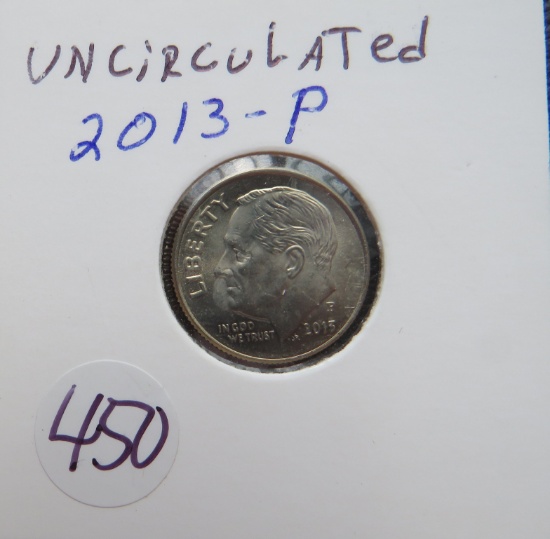 UNCiRCULATed
2013-P
LIBERTY
P
IN GOD
WE TRUST
2013
450